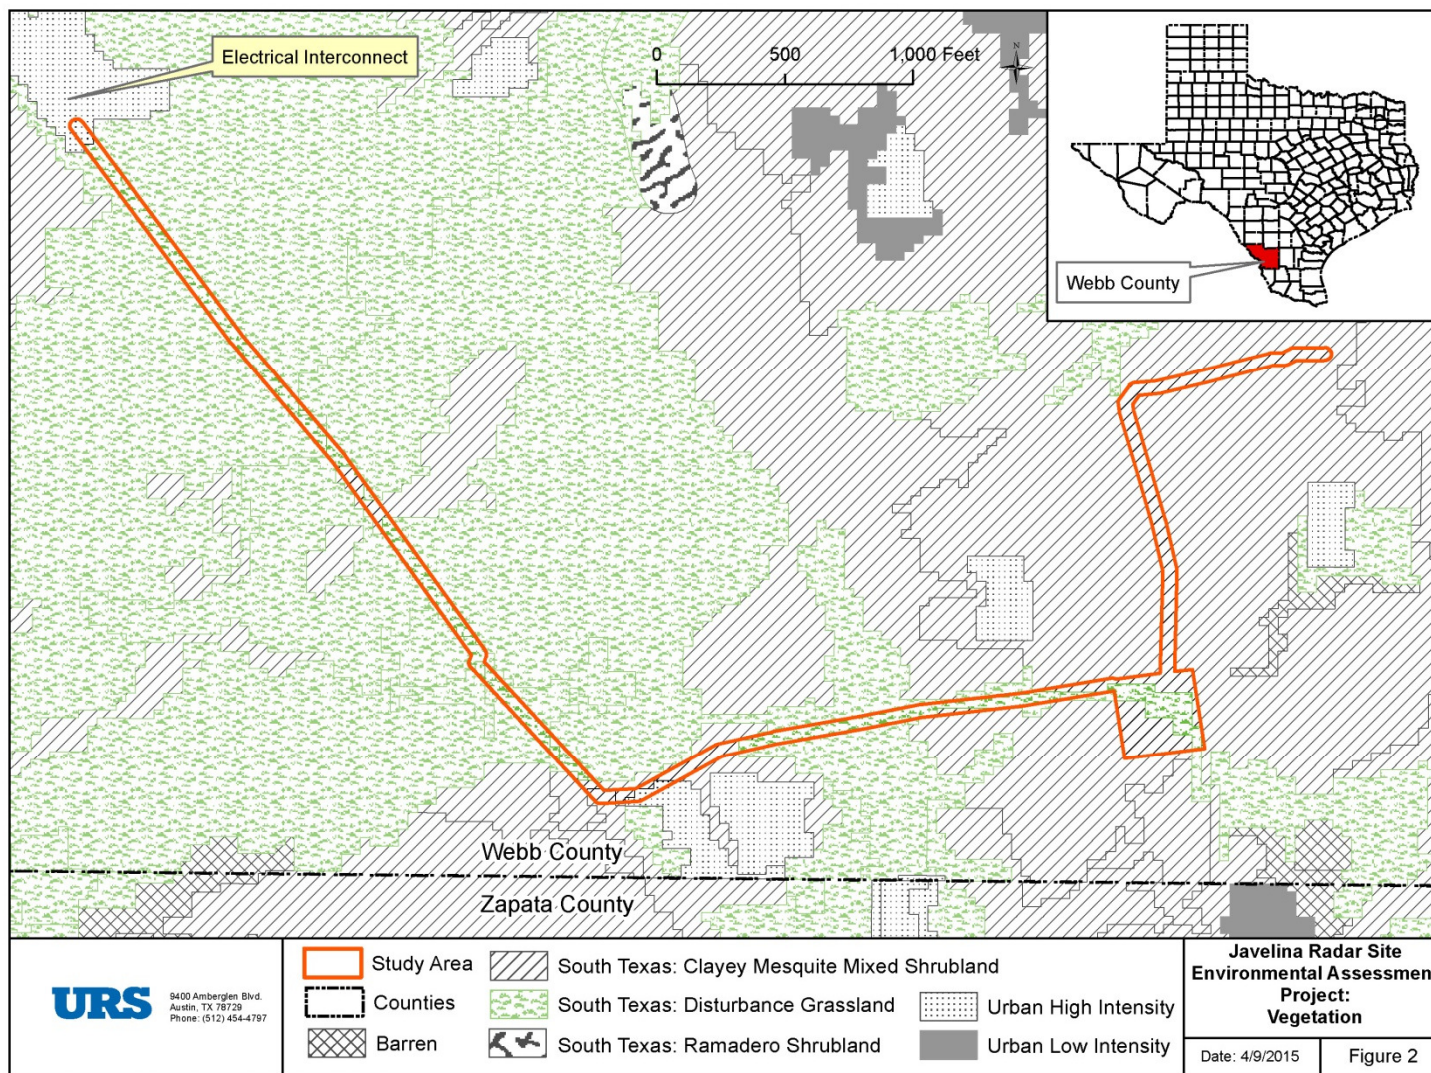 Electrical Interconnect
0 500 1,000 Feet
N
Webb County
Webb County
Zapata County
URS
9400 Amberglen Blvd.
Austin, TX 78729
Phone: (512) 454-4797
Study Area
Counties
Barren
South Texas: Clayey Mesquite Mixed Shrubland
South Texas: Disturbance Grassland
South Texas: Ramadero Shrubland
Urban High Intensity
Urban Low Intensity
Javelina Radar Site
Environmental Assessmen
Project:
Vegetation
Date: 4/9/2015
Figure 2